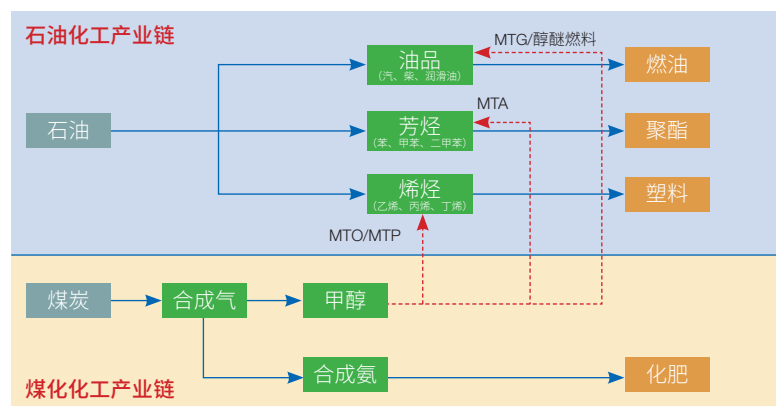 石油化工产业链
MTG/醇醚燃料
油品
(汽、柴、润滑油)
燃油
MTA
石油
芳烃
(苯、甲苯、二甲苯)
聚酯
烯烃
(乙烯、丙烯、丁烯)
塑料
MTO/MTP
煤炭
合成气
甲醇
合成氨
化肥
煤化化工产业链